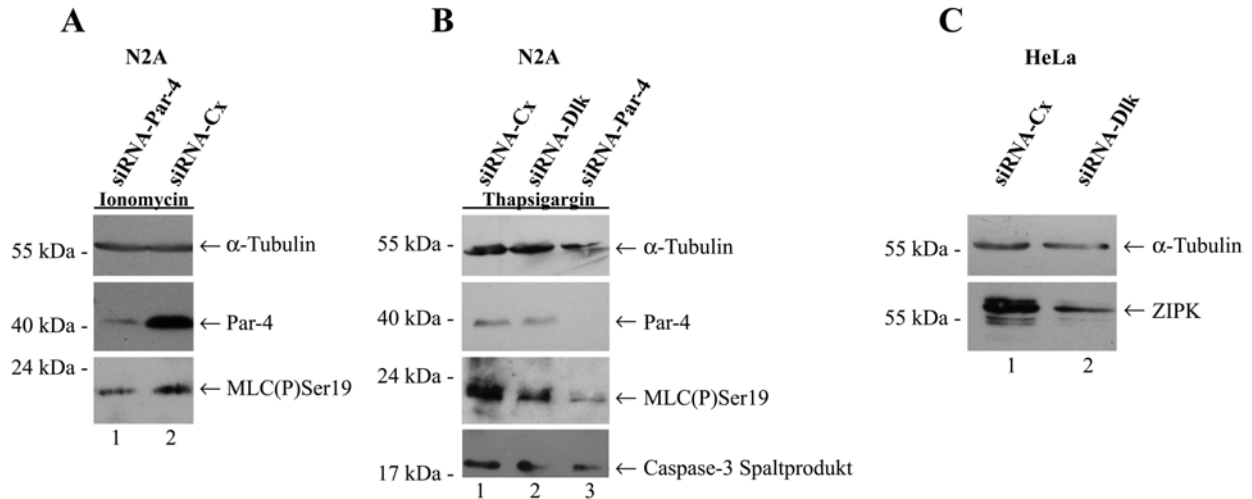 A
N2A
siRNA-Par-4
siRNA-Cx
Ionomycin
55 kDa -
← α-Tubulin
40 kDa -
← Par-4
24 kDa -
← MLC(P)Ser19
1 2
B
N2A
siRNA-Cx
siRNA-Dlk
siRNA-Par-4
Thapsigargin
55 kDa -
← α-Tubulin
40 kDa -
← Par-4
24 kDa -
← MLC(P)Ser19
17 kDa -
← Caspase-3 Spaltprodukt
1 2 3
C
HeLa
siRNA-Cx
siRNA-Dlk
55 kDa -
← α-Tubulin
55 kDa -
← ZIPK
1 2